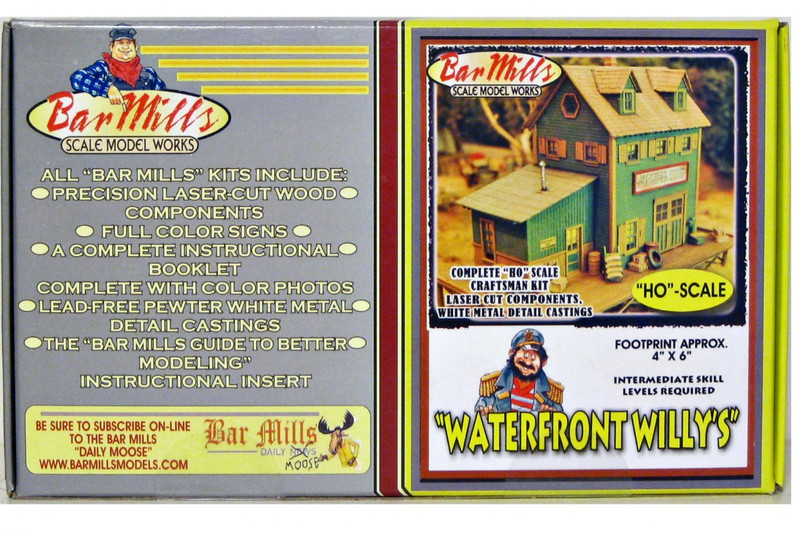 Bar Mills
SCALE MODEL WORKS
ALL "BAR MILLS" KITS INCLUDE:
PRECISION LASER-CUT WOOD
COMPONENTS
FULL COLOR SIGNS
A COMPLETE INSTRUCTIONAL
BOOKLET
COMPLETE WITH COLOR PHOTOS
LEAD-FREE PEWTER WHITE METAL
DETAIL CASTINGS
THE "BAR MILLS GUIDE TO BETTER
MODELING"
INSTRUCTIONAL INSERT
BE SURE TO SUBSCRIBE ON-LINE
TO THE BAR MILLS
"DAILY MOOSE"
WWW.BARMILLSMODELS.COM
Bar Mills
DAILY NEWS
MOOSE
Bar Mills
SCALE MODEL WORKS
COMPLETE "HO" SCALE
CRAFTSMAN KIT
LASER CUT COMPONENTS,
WHITE METAL DETAIL CASTINGS
"HO"-SCALE
FOOTPRINT APPROX.
4" X 6"
INTERMEDIATE SKILL
LEVELS REQUIRED
"WATERFRONT WILLY'S"